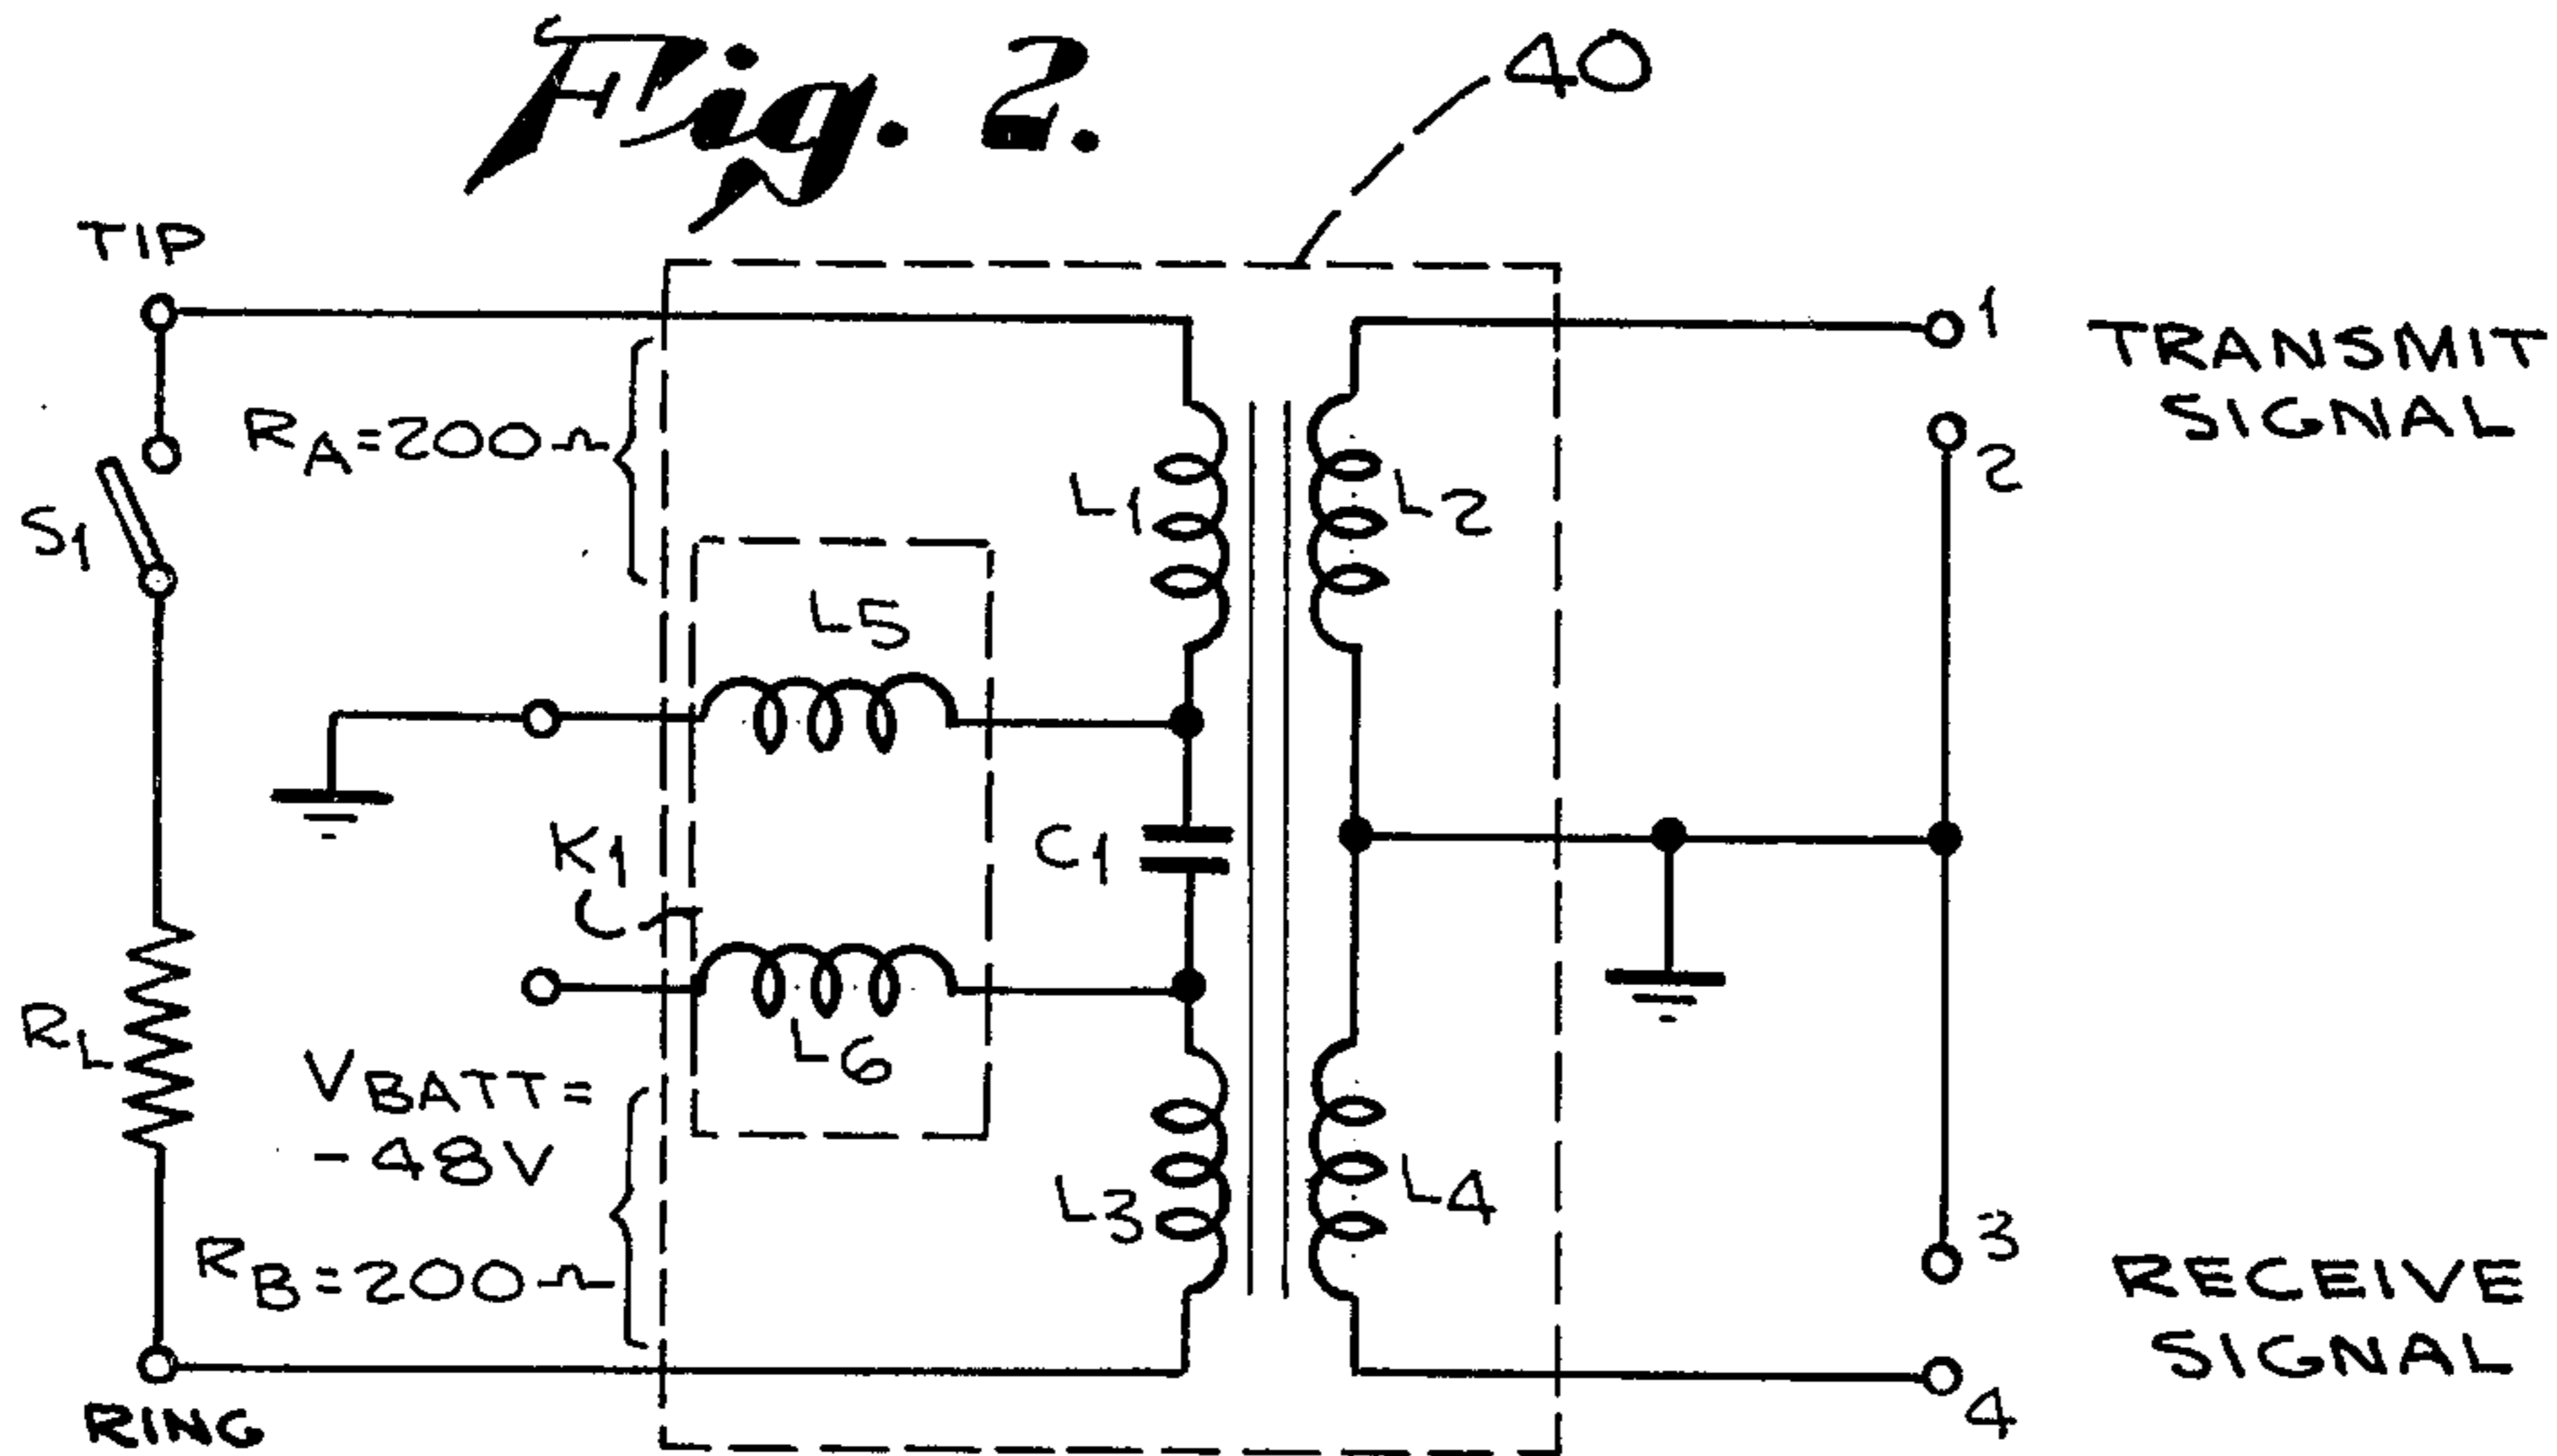 Fig. 2.
40
TIP
1
TRANSMIT
SIGNAL
2
RA=200Ω
L1
L2
S1
L5
K1
C1
RL
L6
VBATT=
-48V
L3
L4
RB=200Ω
3
RECEIVE
SIGNAL
4
RING